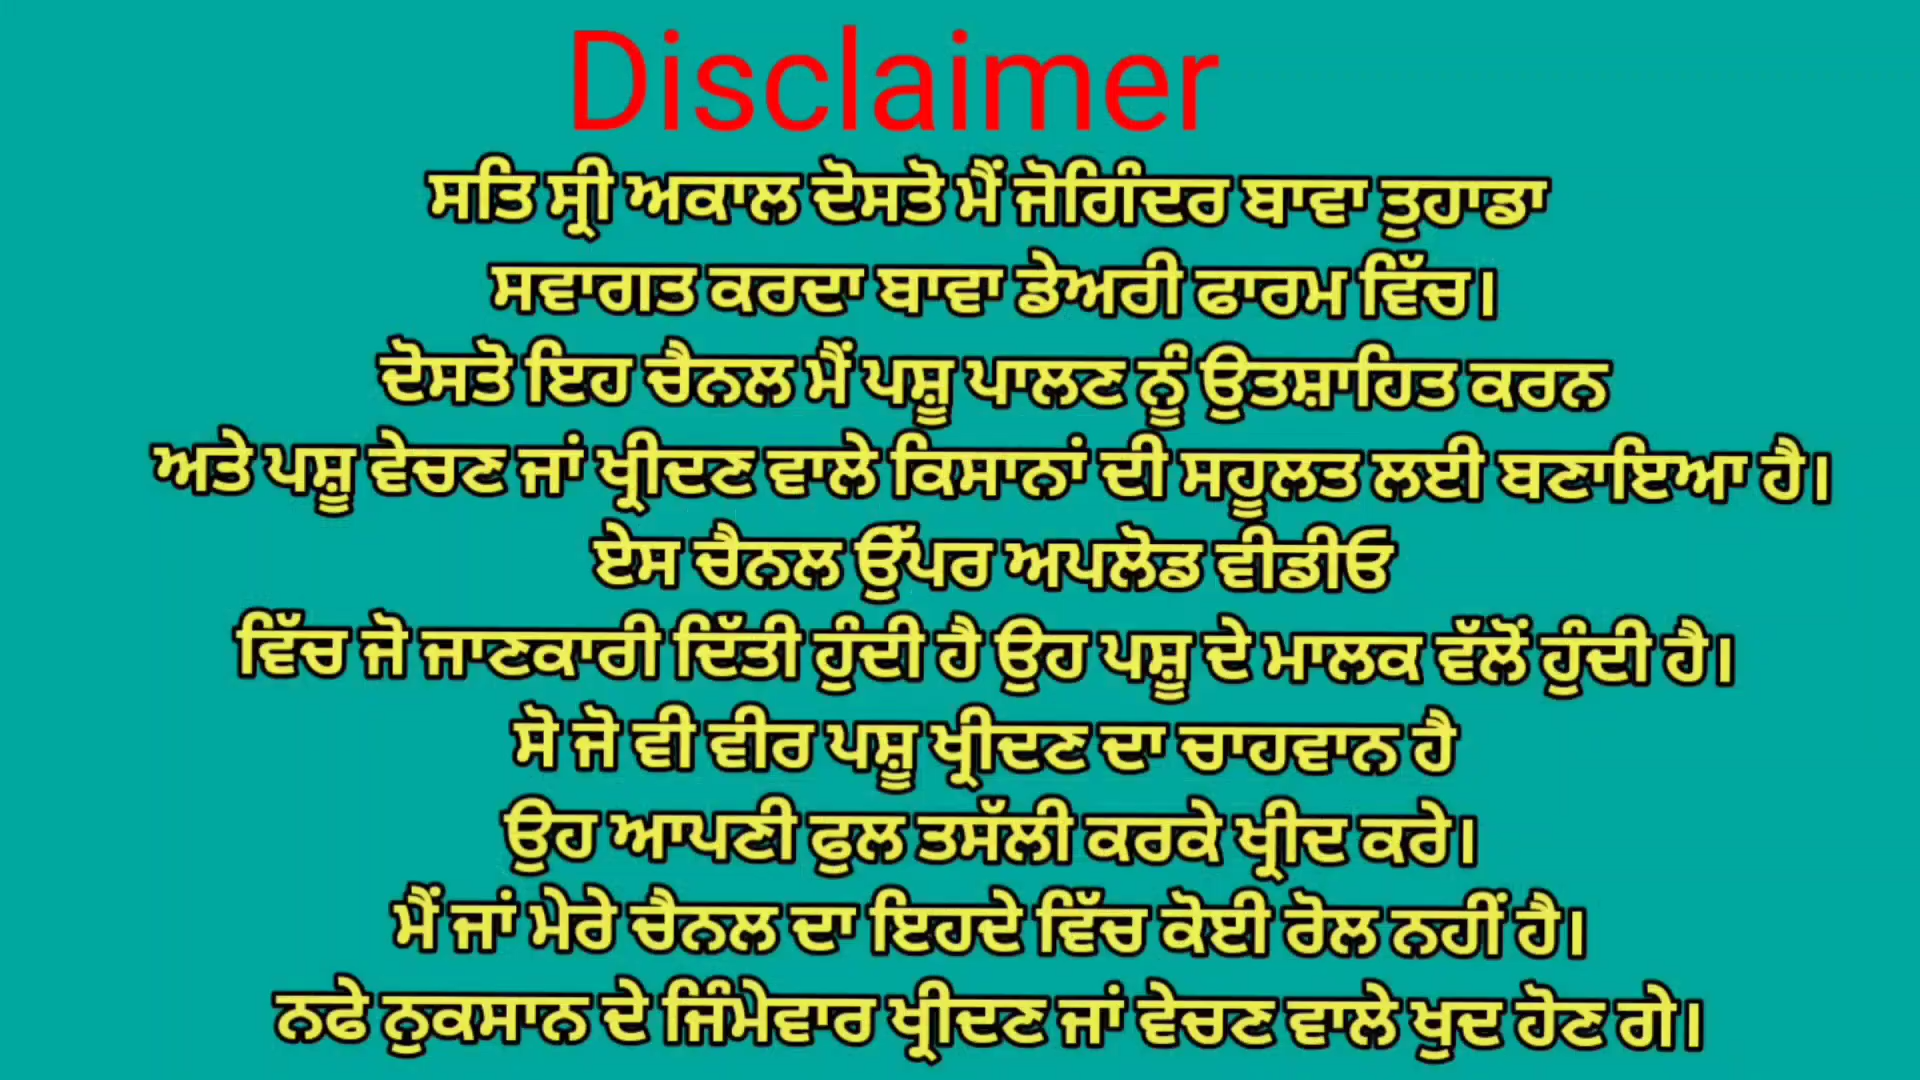 Disclaimer
ਸਤਿ ਸ੍ਰੀ ਅਕਾਲ ਦੋਸਤੋ ਮੈਂ ਜੋਗਿੰਦਰ ਬਾਵਾ ਤੁਹਾਡਾ
ਸਵਾਗਤ ਕਰਦਾ ਬਾਵਾ ਡੇਅਰੀ ਫਾਰਮ ਵਿੱਚ।
ਦੋਸਤੋ ਇਹ ਚੈਨਲ ਮੈਂ ਪਸ਼ੂ ਪਾਲਣ ਨੂੰ ਉਤਸ਼ਾਹਿਤ ਕਰਨ
ਅਤੇ ਪਸ਼ੂ ਵੇਚਣ ਜਾਂ ਖ੍ਰੀਦਣ ਵਾਲੇ ਕਿਸਾਨਾਂ ਦੀ ਸਹੂਲਤ ਲਈ ਬਣਾਇਆ ਹੈ।
ਏਸ ਚੈਨਲ ਉੱਪਰ ਅਪਲੋਡ ਵੀਡੀਓ
ਵਿੱਚ ਜੋ ਜਾਣਕਾਰੀ ਦਿੱਤੀ ਹੁੰਦੀ ਹੈ ਉਹ ਪਸ਼ੂ ਦੇ ਮਾਲਕ ਵੱਲੋਂ ਹੁੰਦੀ ਹੈ।
ਸੋ ਜੋ ਵੀ ਵੀਰ ਪਸ਼ੂ ਖ੍ਰੀਦਣ ਦਾ ਚਾਹਵਾਨ ਹੈ
ਉਹ ਆਪਣੀ ਫੁਲ ਤਸੱਲੀ ਕਰਕੇ ਖ੍ਰੀਦ ਕਰੇ।
ਮੈਂ ਜਾਂ ਮੇਰੇ ਚੈਨਲ ਦਾ ਇਹਦੇ ਵਿੱਚ ਕੋਈ ਰੋਲ ਨਹੀਂ ਹੈ।
ਨਫੇ ਨੁਕਸਾਨ ਦੇ ਜਿੰਮੇਵਾਰ ਖ੍ਰੀਦਣ ਜਾਂ ਵੇਚਣ ਵਾਲੇ ਖੁਦ ਹੋਣ ਗੇ।